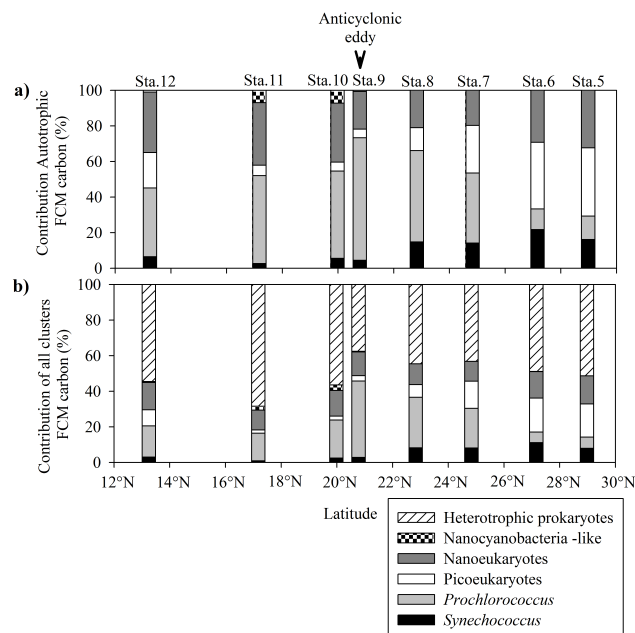 Anticyclonic
eddy
Sta.12 Sta.11 Sta.10 Sta.9 Sta.8 Sta.7 Sta.6 Sta.5
a)
Contribution Autotrophic
FCM carbon (%)
100
80
60
40
20
0
b)
Contribution of all clusters
FCM carbon (%)
100
80
60
40
20
0
12°N 14°N 16°N 18°N 20°N 22°N 24°N 26°N 28°N 30°N
Latitude
Heterotrophic prokaryotes
Nanocyanobacteria -like
Nanoeukaryotes
Picoeukaryotes
Prochlorococcus
Synechococcus